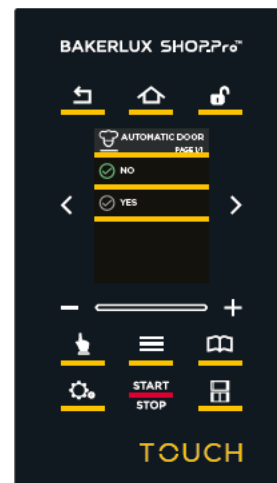 BAKERLUX SHOP.Pro™
AUTOMATIC DOOR
PAGE 1/1
NO
YES
START
STOP
TOUCH